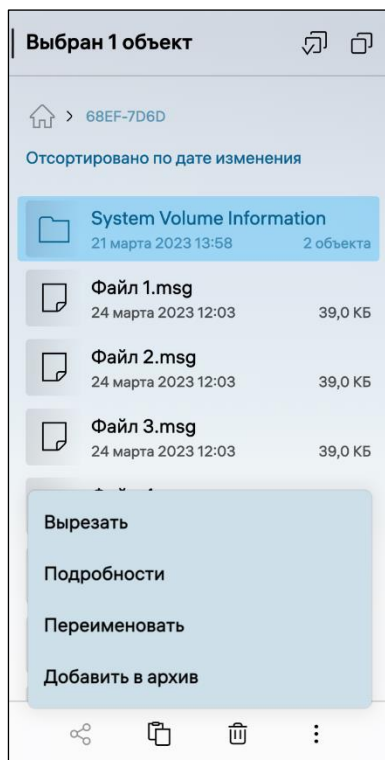 Выбран 1 объект
68EF-7D6D
Отсортировано по дате изменения
System Volume Information
21 марта 2023 13:58 2 объекта
Файл 1.msg
24 марта 2023 12:03 39,0 КБ
Файл 2.msg
24 марта 2023 12:03 39,0 КБ
Файл 3.msg
24 марта 2023 12:03 39,0 КБ
Вырезать
Подробности
Переименовать
Добавить в архив